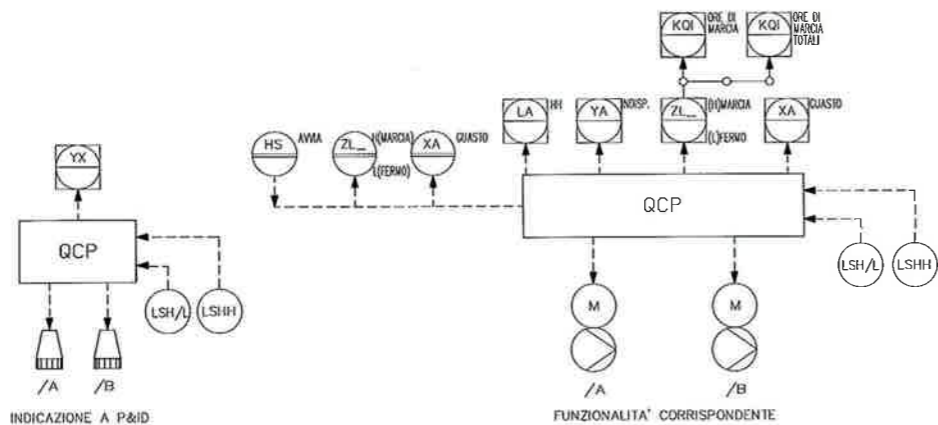 YX
QCP
LSH/L
LSHH
/A
/B
INDICAZIONE A P&ID
KQI
ORE DI
MARCIA
KQI
ORE DI
MARCIA
TOTALI
LA
HH
YA
INDISP.
ZL_
(H)MARCIA
(L)FERMO
XA
GUASTO
HS
AVVIA
ZL_
H(MARCIA)
L(FERMO)
XA
GUASTO
QCP
LSH/L
LSHH
M
M
/A
/B
FUNZIONALITA' CORRISPONDENTE